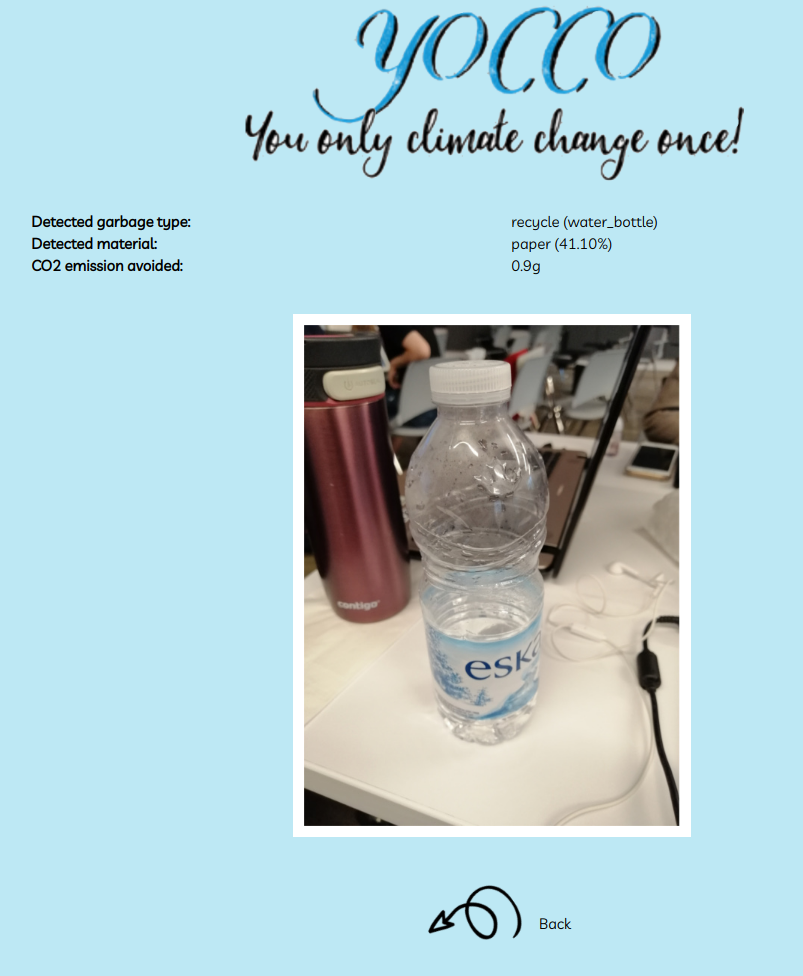 YOCCO
You only climate change once!
Detected garbage type: recycle (water_bottle)
Detected material: paper (41.10%)
CO2 emission avoided: 0.9g
contigo
eska
Back